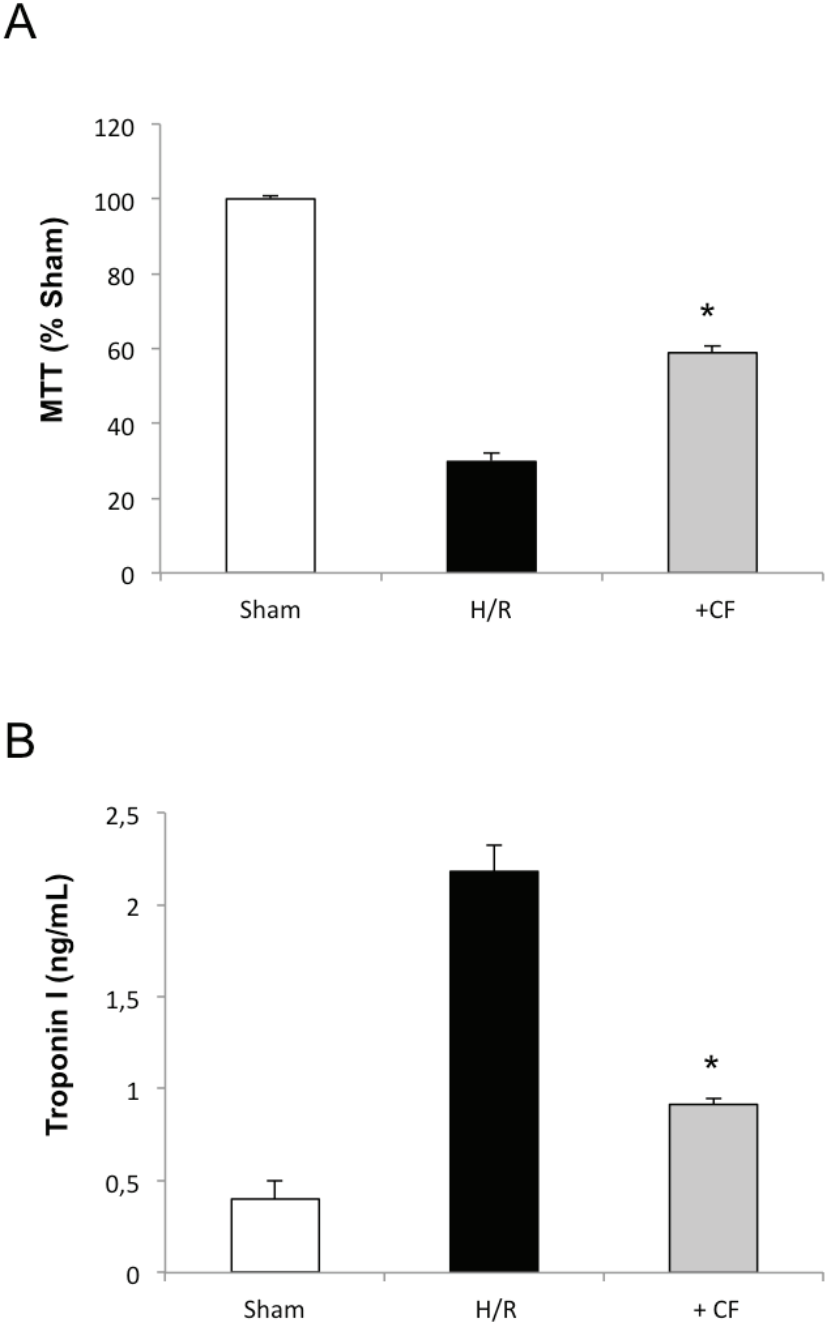 A
MTT (% Sham)
120
100
80
60
40
20
0
*
Sham H/R +CF
B
Troponin I (ng/mL)
2,5
2
1,5
1
0,5
0
*
Sham H/R + CF